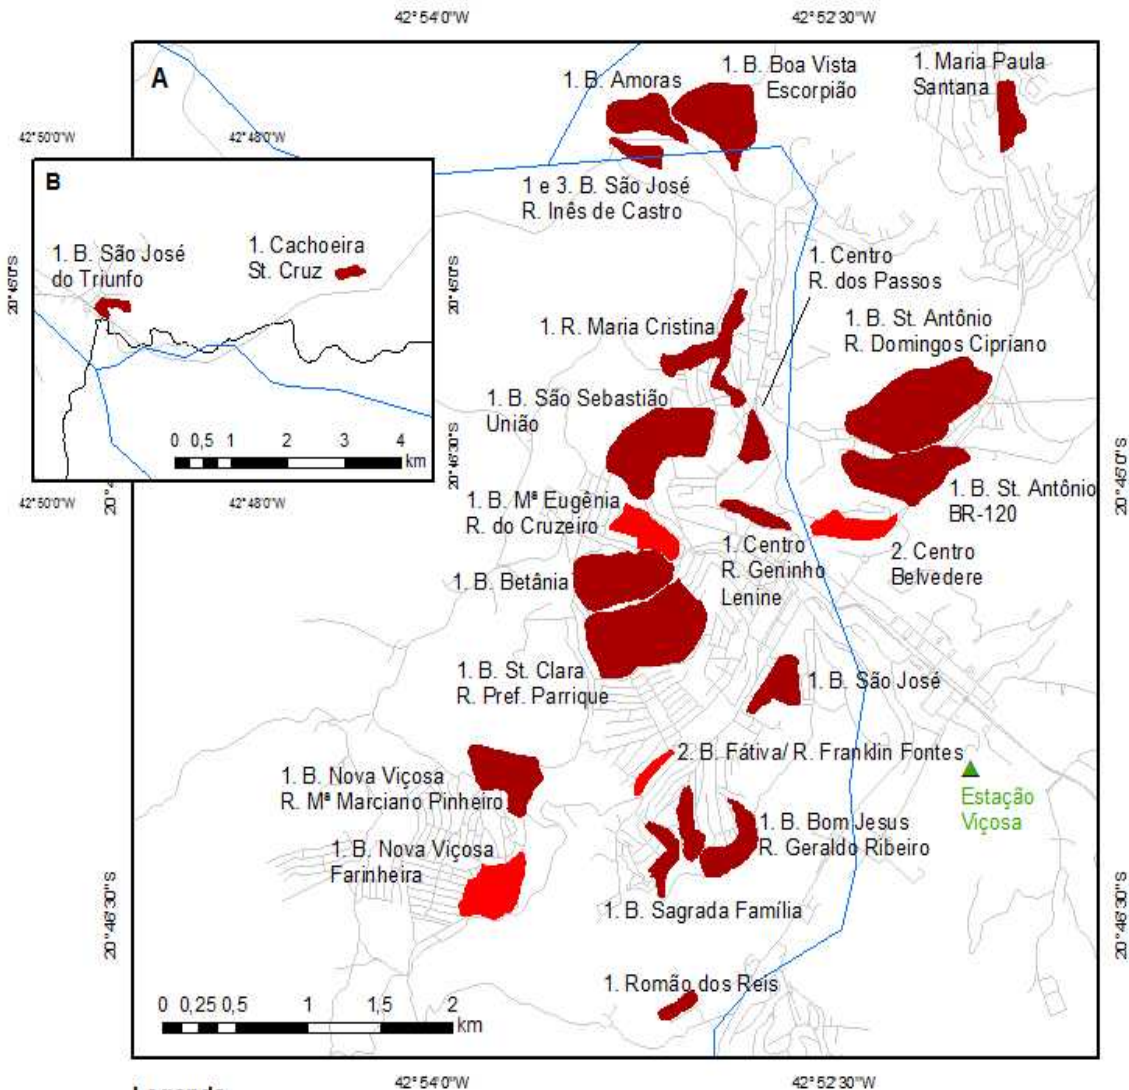 42°54'0"W
42°52'30"W
A
1. B. Amoras
1. B. Boa Vista
Escorpião
1. Maria Paula
Santana
42°50'0"W
42°48'0"W
B
1. B. São José
do Triunfo
1. Cachoeira
St. Cruz
0 0,5 1 2 3 4
km
20°46'0"S
20°45'0"S
20°46'30"S
42°50'0"W
42°48'0"W
1 e 3. B. São José
R. Inês de Castro
1. Centro
R. dos Passos
1. R. Maria Cristina
1. B. St. Antônio
R. Domingos Cipriano
1. B. São Sebastião
União
1. B. St. Antônio
BR-120
1. B. Mª Eugênia
R. do Cruzeiro
1. Centro
R. Geninho
Lenine
2. Centro
Belvedere
1. B. Betânia
1. B. St. Clara
R. Pref. Parrique
1. B. São José
2. B. Fátiva/ R. Franklin Fontes
1. B. Nova Viçosa
R. Mª Marciano Pinheiro
Estação
Viçosa
1. B. Bom Jesus
R. Geraldo Ribeiro
1. B. Nova Viçosa
Farinheira
1. B. Sagrada Família
1. Romão dos Reis
0 0,25 0,5 1 1,5 2
km
20°45'0"S
20°46'30"S
20°46'30"S
42°54'0"W
42°52'30"W